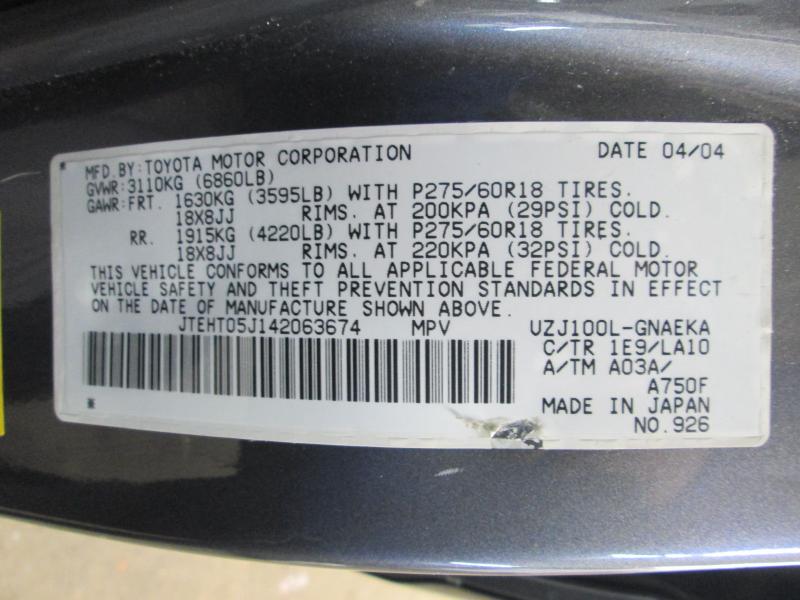 MFD.BY:TOYOTA MOTOR CORPORATION DATE 04/04
GVWR:3110KG (6860LB)
GAWR:FRT. 1630KG (3595LB) WITH P275/60R18 TIRES.
18X8JJ RIMS. AT 200KPA (29PSI) COLD.
RR. 1915KG (4220LB) WITH P275/60R18 TIRES.
18X8JJ RIMS. AT 220KPA (32PSI) COLD.
THIS VEHICLE CONFORMS TO ALL APPLICABLE FEDERAL MOTOR
VEHICLE SAFETY AND THEFT PREVENTION STANDARDS IN EFFECT
ON THE DATE OF MANUFACTURE SHOWN ABOVE.
JTEHT05J142063674 MPV UZJ100L-GNAEKA
C/TR 1E9/LA10
A/TM A03A/
A750F
MADE IN JAPAN
NO.926